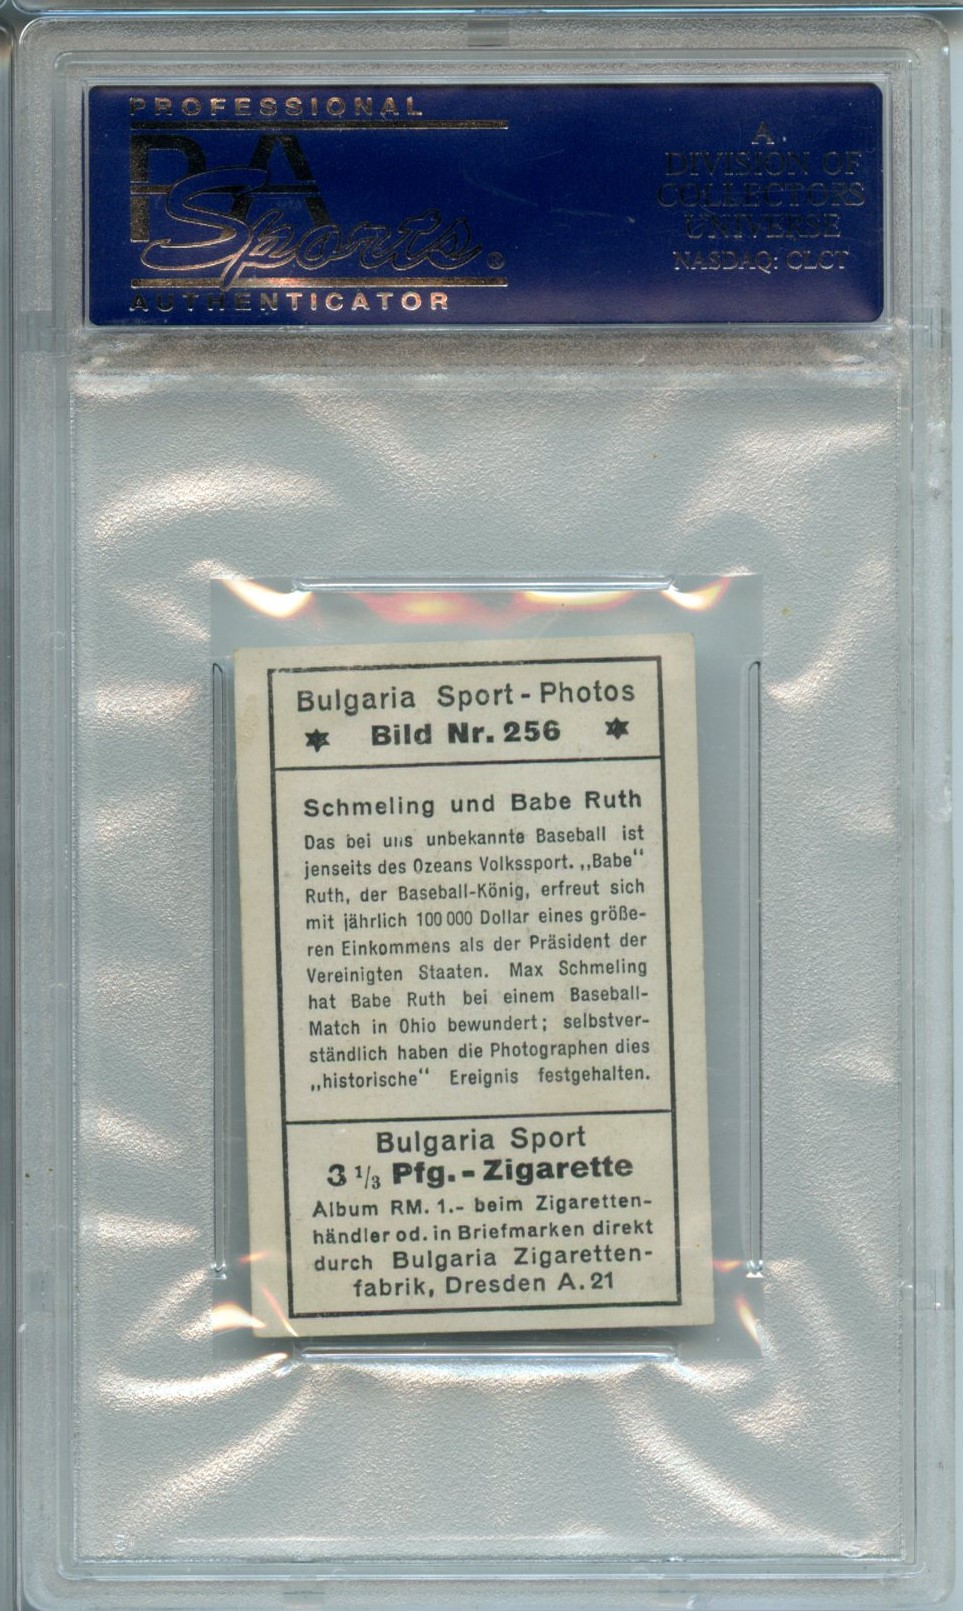 PROFESSIONAL
PSA
Sports®
AUTHENTICATOR
A
DIVISION OF
COLLECTORS
UNIVERSE
NASDAQ: CLCT
Bulgaria Sport-Photos
Bild Nr. 256
Schmeling und Babe Ruth
Das bei uns unbekannte Baseball ist
jenseits des Ozeans Volkssport. „Babe“
Ruth, der Baseball-König, erfreut sich
mit jährlich 100 000 Dollar eines größe-
ren Einkommens als der Präsident der
Vereinigten Staaten. Max Schmeling
hat Babe Ruth bei einem Baseball-
Match in Ohio bewundert; selbstver-
ständlich haben die Photographen dies
„historische“ Ereignis festgehalten.
Bulgaria Sport
3 1/3 Pfg.-Zigarette
Album RM. 1.- beim Zigaretten-
händler od. in Briefmarken direkt
durch Bulgaria Zigaretten-
fabrik, Dresden A. 21